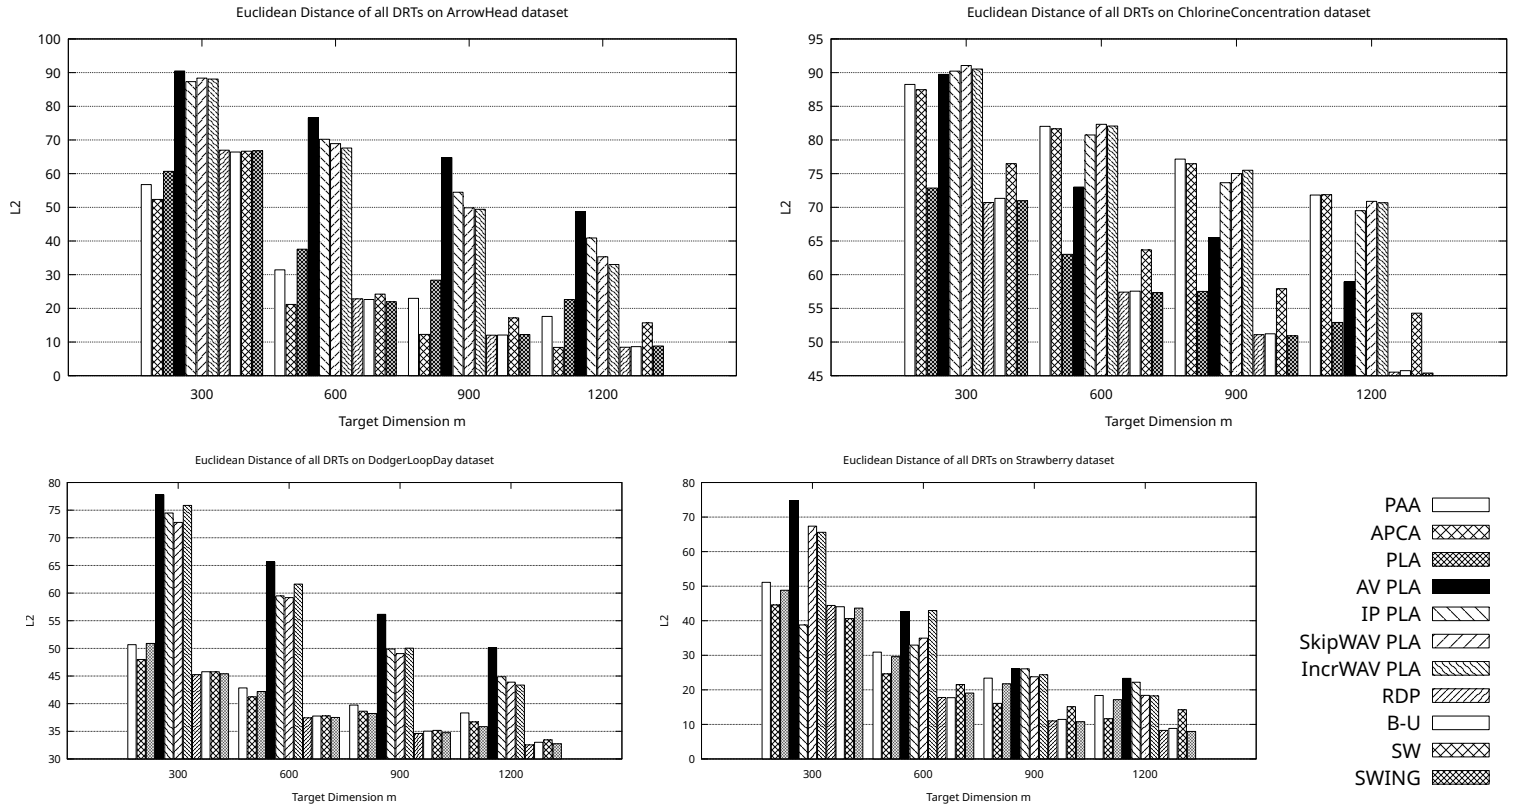 Euclidean Distance of all DRTs on ArrowHead dataset
100
90
80
70
60
50
40
30
20
10
0
L2
300 600 900 1200
Target Dimension m
Euclidean Distance of all DRTs on ChlorineConcentration dataset
95
90
85
80
75
70
65
60
55
50
45
L2
300 600 900 1200
Target Dimension m
Euclidean Distance of all DRTs on DodgerLoopDay dataset
80
75
70
65
60
55
50
45
40
35
30
L2
300 600 900 1200
Target Dimension m
Euclidean Distance of all DRTs on Strawberry dataset
80
70
60
50
40
30
20
10
0
L2
300 600 900 1200
Target Dimension m
PAA
APCA
PLA
AV PLA
IP PLA
SkipWAV PLA
IncrWAV PLA
RDP
B-U
SW
SWING